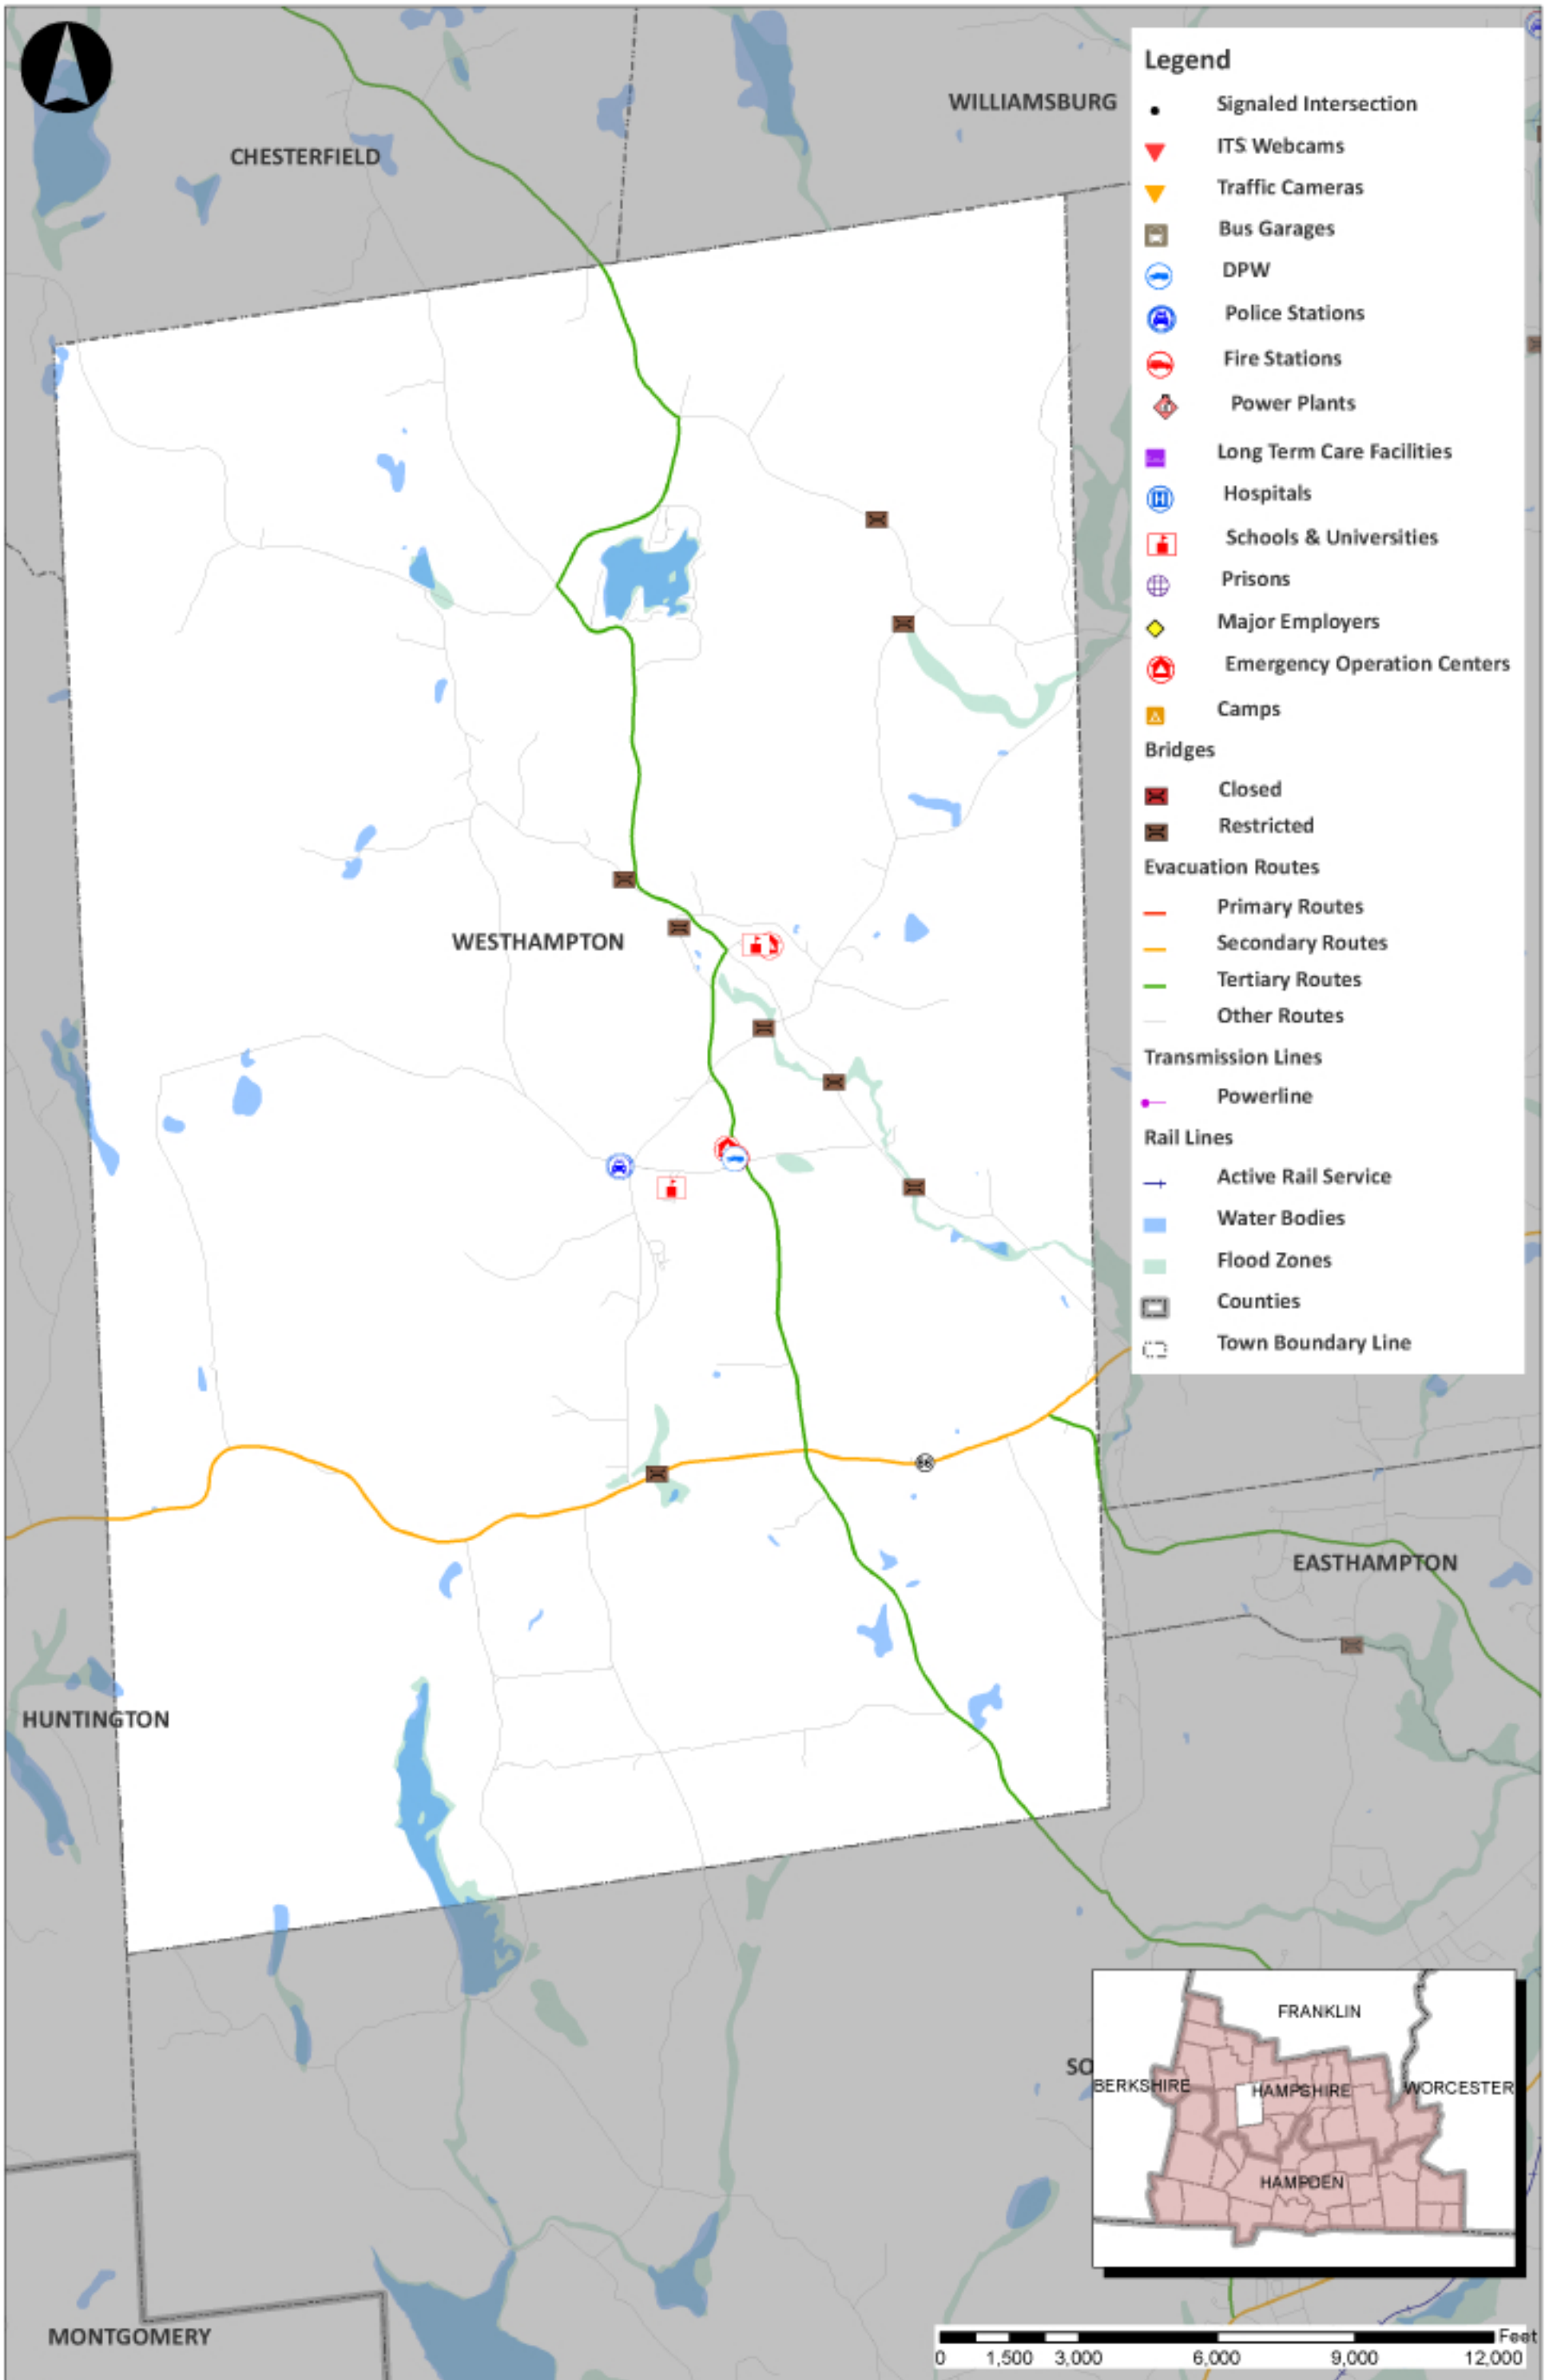 WILLIAMSBURG
CHESTERFIELD
WESTHAMPTON
EASTHAMPTON
HUNTINGTON
MONTGOMERY
SO
66
Legend
Signaled Intersection
ITS Webcams
Traffic Cameras
Bus Garages
DPW
Police Stations
Fire Stations
Power Plants
Long Term Care Facilities
H
Hospitals
Schools & Universities
Prisons
Major Employers
Emergency Operation Centers
Camps
Bridges
Closed
Restricted
Evacuation Routes
Primary Routes
Secondary Routes
Tertiary Routes
Other Routes
Transmission Lines
Powerline
Rail Lines
Active Rail Service
Water Bodies
Flood Zones
Counties
Town Boundary Line
FRANKLIN
BERKSHIRE
HAMPSHIRE
WORCESTER
HAMPDEN
Feet
0 1,500 3,000 6,000 9,000 12,000